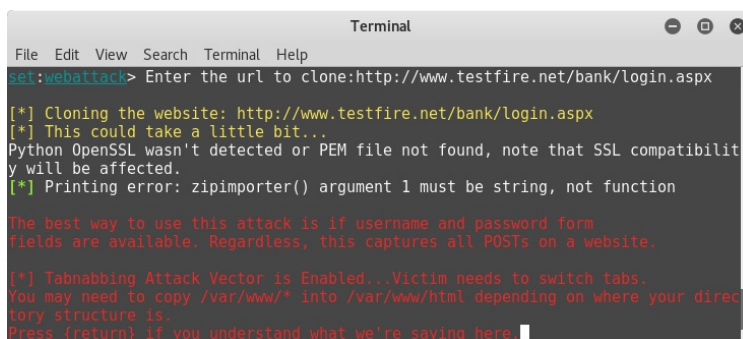 Terminal
File Edit View Search Terminal Help
set:webattack> Enter the url to clone:http://www.testfire.net/bank/login.aspx
[*] Cloning the website: http://www.testfire.net/bank/login.aspx
[*] This could take a little bit...
Python OpenSSL wasn't detected or PEM file not found, note that SSL compatibilit
y will be affected.
[*] Printing error: zipimporter() argument 1 must be string, not function
The best way to use this attack is if username and password form
fields are available. Regardless, this captures all POSTs on a website.
[*] Tabnabbing Attack Vector is Enabled...Victim needs to switch tabs.
You may need to copy /var/www/* into /var/www/html depending on where your direc
tory structure is.
Press {return} if you understand what we're saying here.